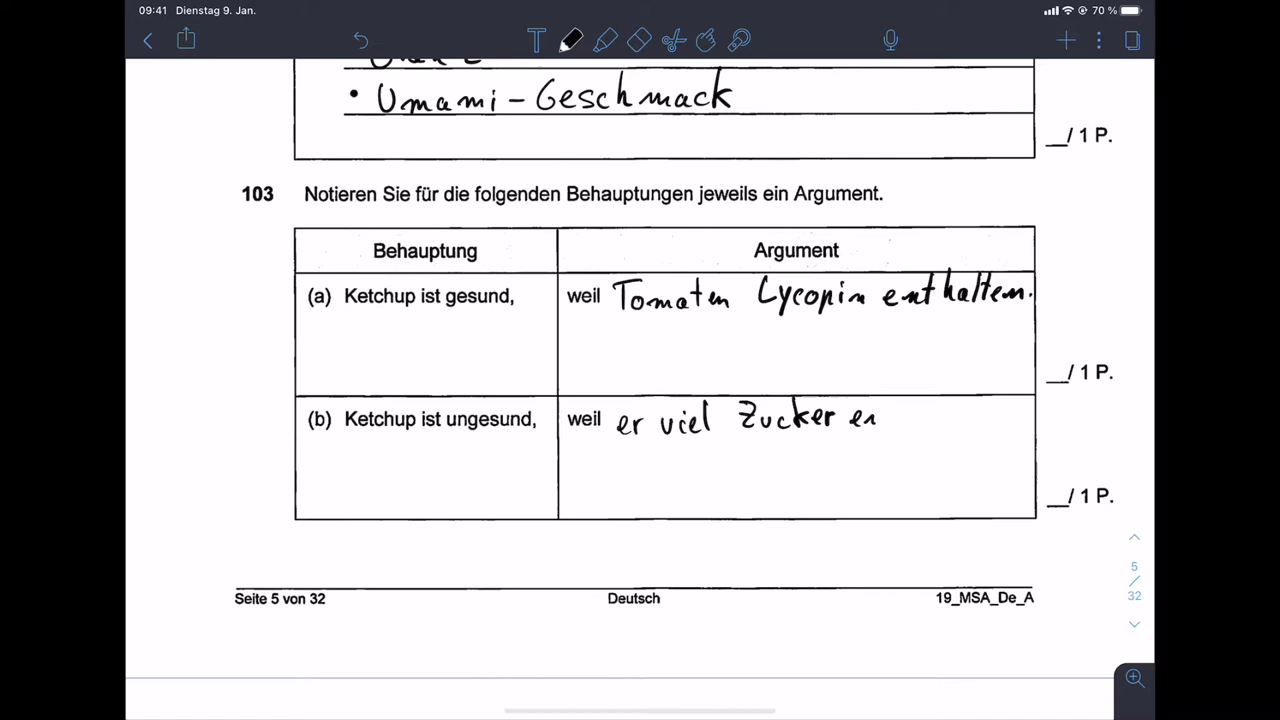 09:41 Dienstag 9. Jan.
70 %
• Umami-Geschmack
__/ 1 P.
103 Notieren Sie für die folgenden Behauptungen jeweils ein Argument.
Behauptung Argument
(a) Ketchup ist gesund, weil Tomaten Lycopin enthalten.
__/ 1 P.
(b) Ketchup ist ungesund, weil er viel Zucker en
__/ 1 P.
5
/
32
Seite 5 von 32 Deutsch 19_MSA_De_A